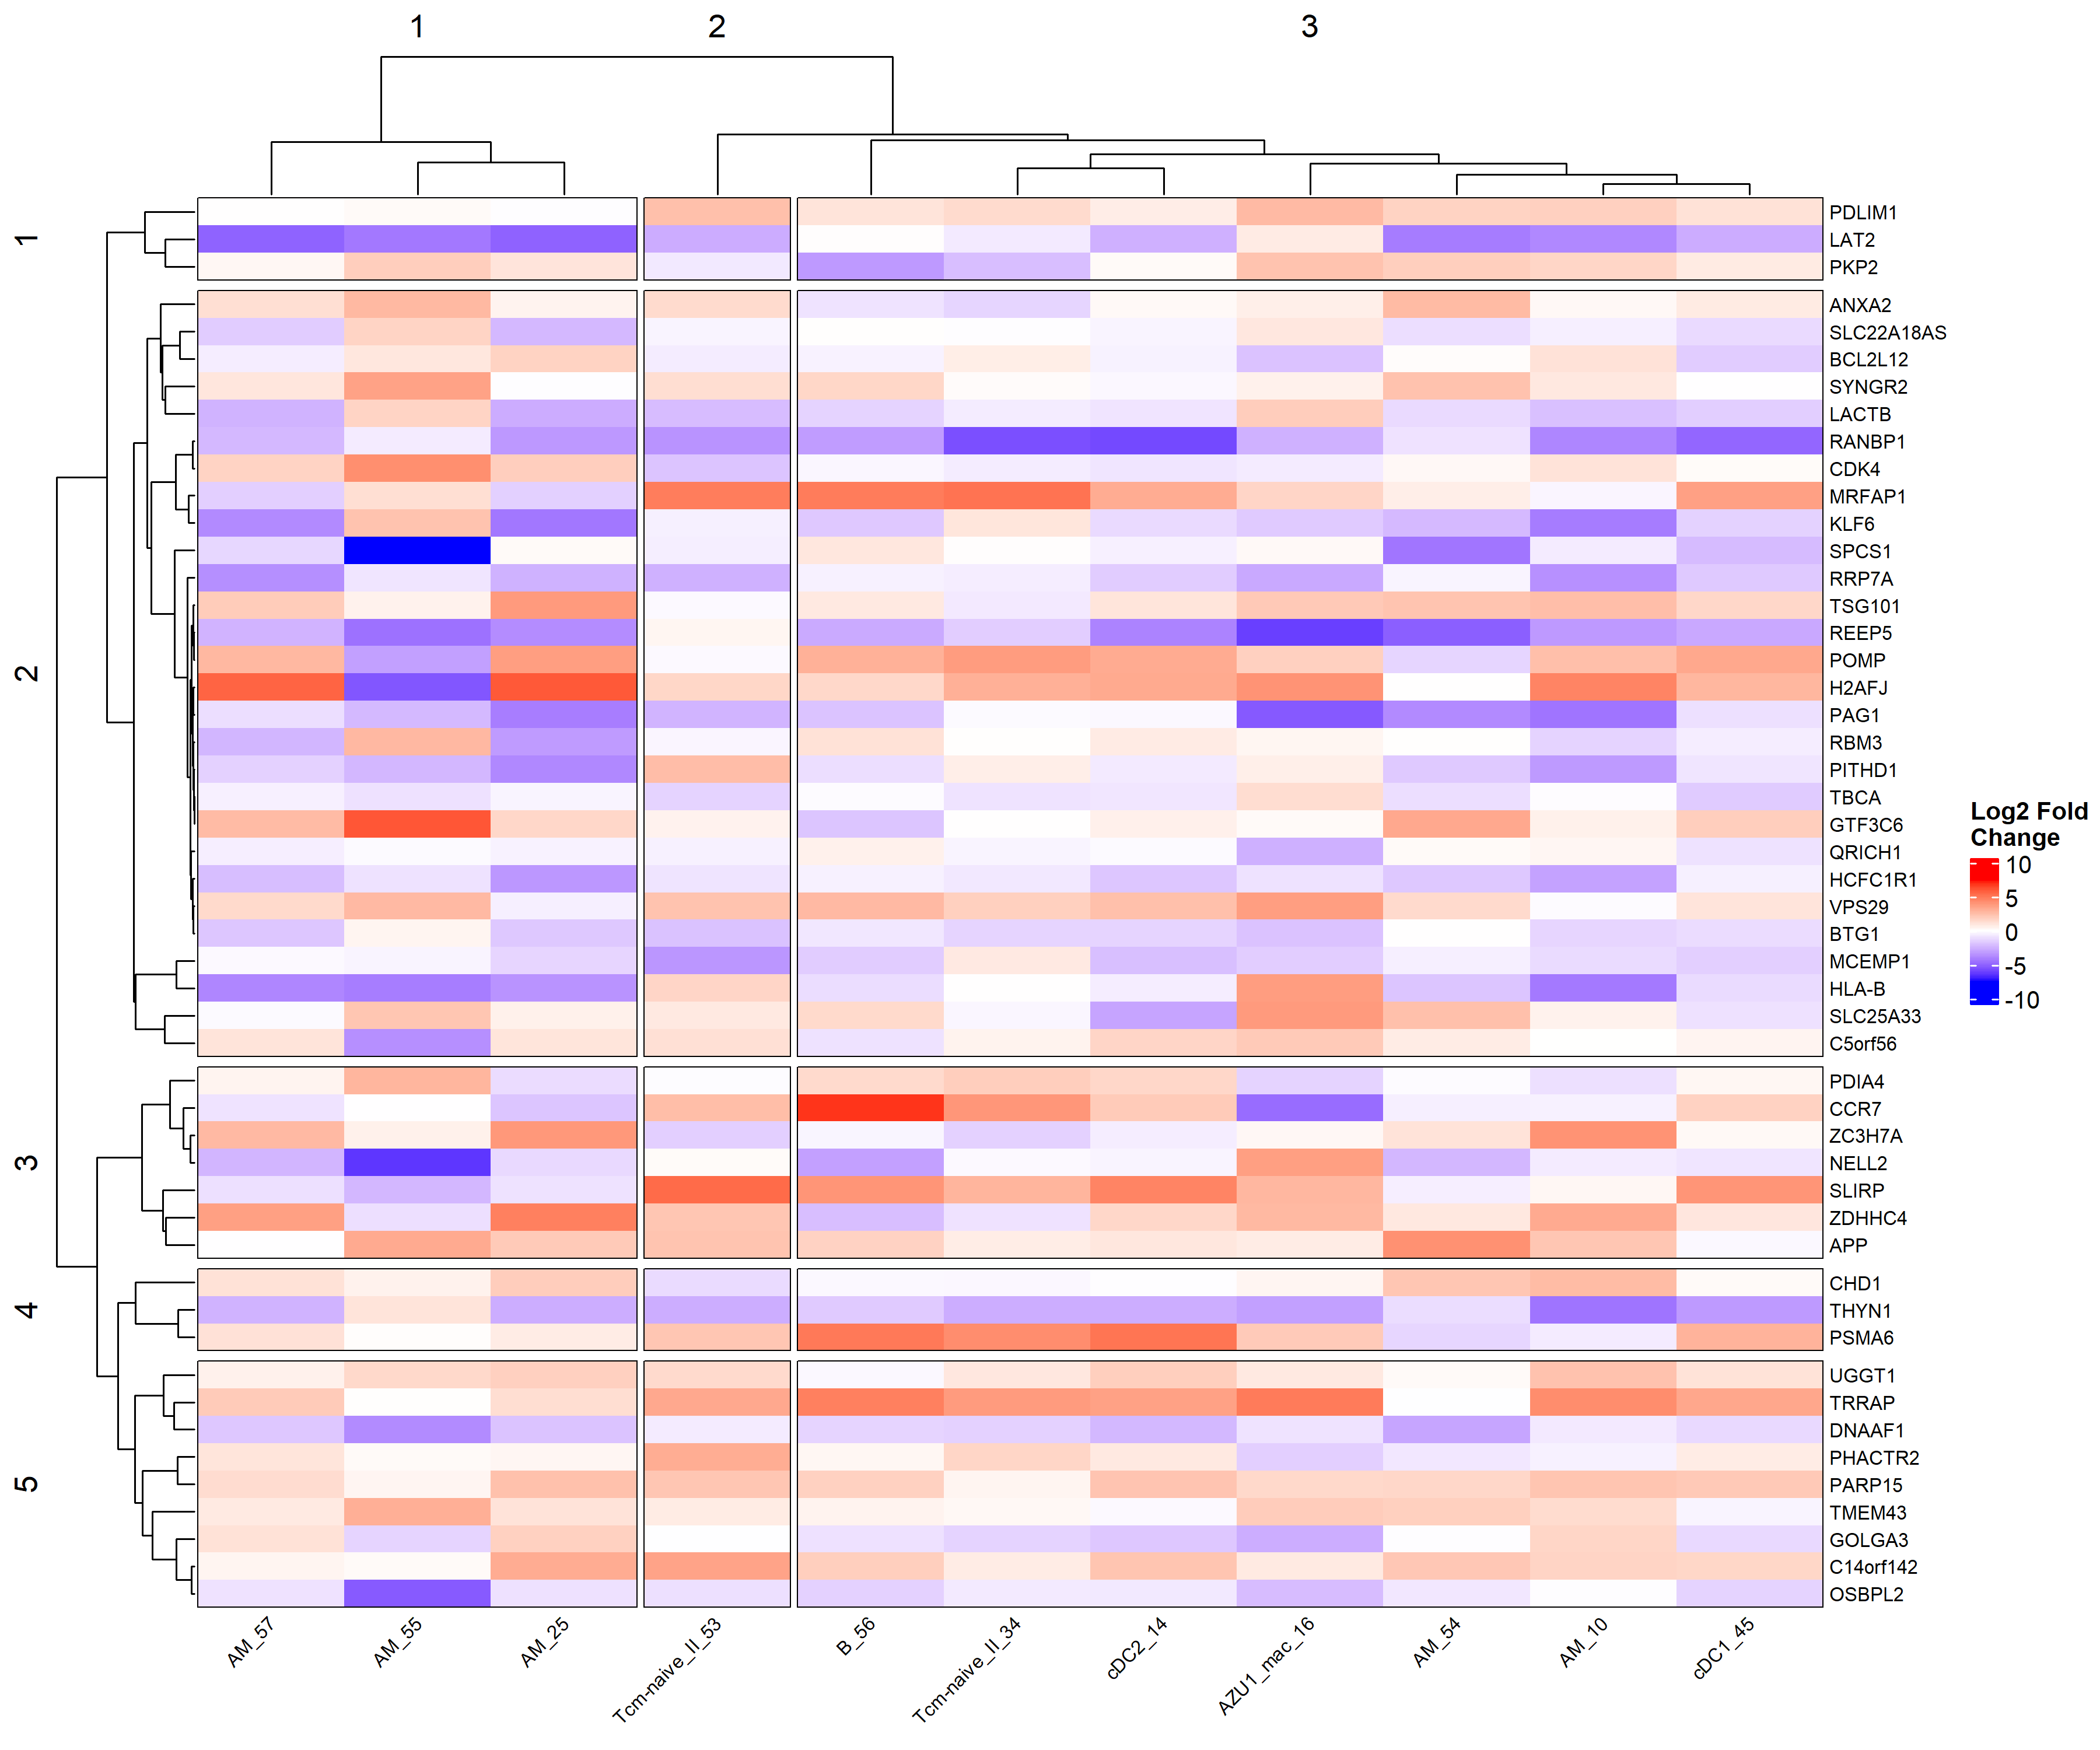 1
2
3
1
2
3
4
5
PDLIM1
LAT2
PKP2
ANXA2
SLC22A18AS
BCL2L12
SYNGR2
LACTB
RANBP1
CDK4
MRFAP1
KLF6
SPCS1
RRP7A
TSG101
REEP5
POMP
H2AFJ
PAG1
RBM3
PITHD1
TBCA
GTF3C6
QRICH1
HCFC1R1
VPS29
BTG1
MCEMP1
HLA-B
SLC25A33
C5orf56
PDIA4
CCR7
ZC3H7A
NELL2
SLIRP
ZDHHC4
APP
CHD1
THYN1
PSMA6
UGGT1
TRRAP
DNAAF1
PHACTR2
PARP15
TMEM43
GOLGA3
C14orf142
OSBPL2
AM_57
AM_55
AM_25
Tcm-naive_II_53
B_56
Tcm-naive_II_34
cDC2_14
AZU1_mac_16
AM_54
AM_10
cDC1_45
Log2 Fold
Change
10
5
0
-5
-10